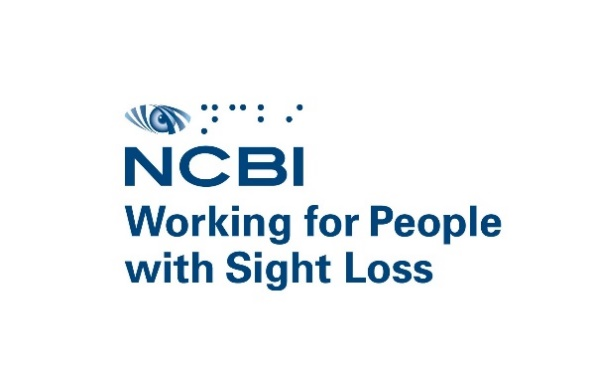 ⠝⠉⠃⠊
NCBI
Working for People
with Sight Loss